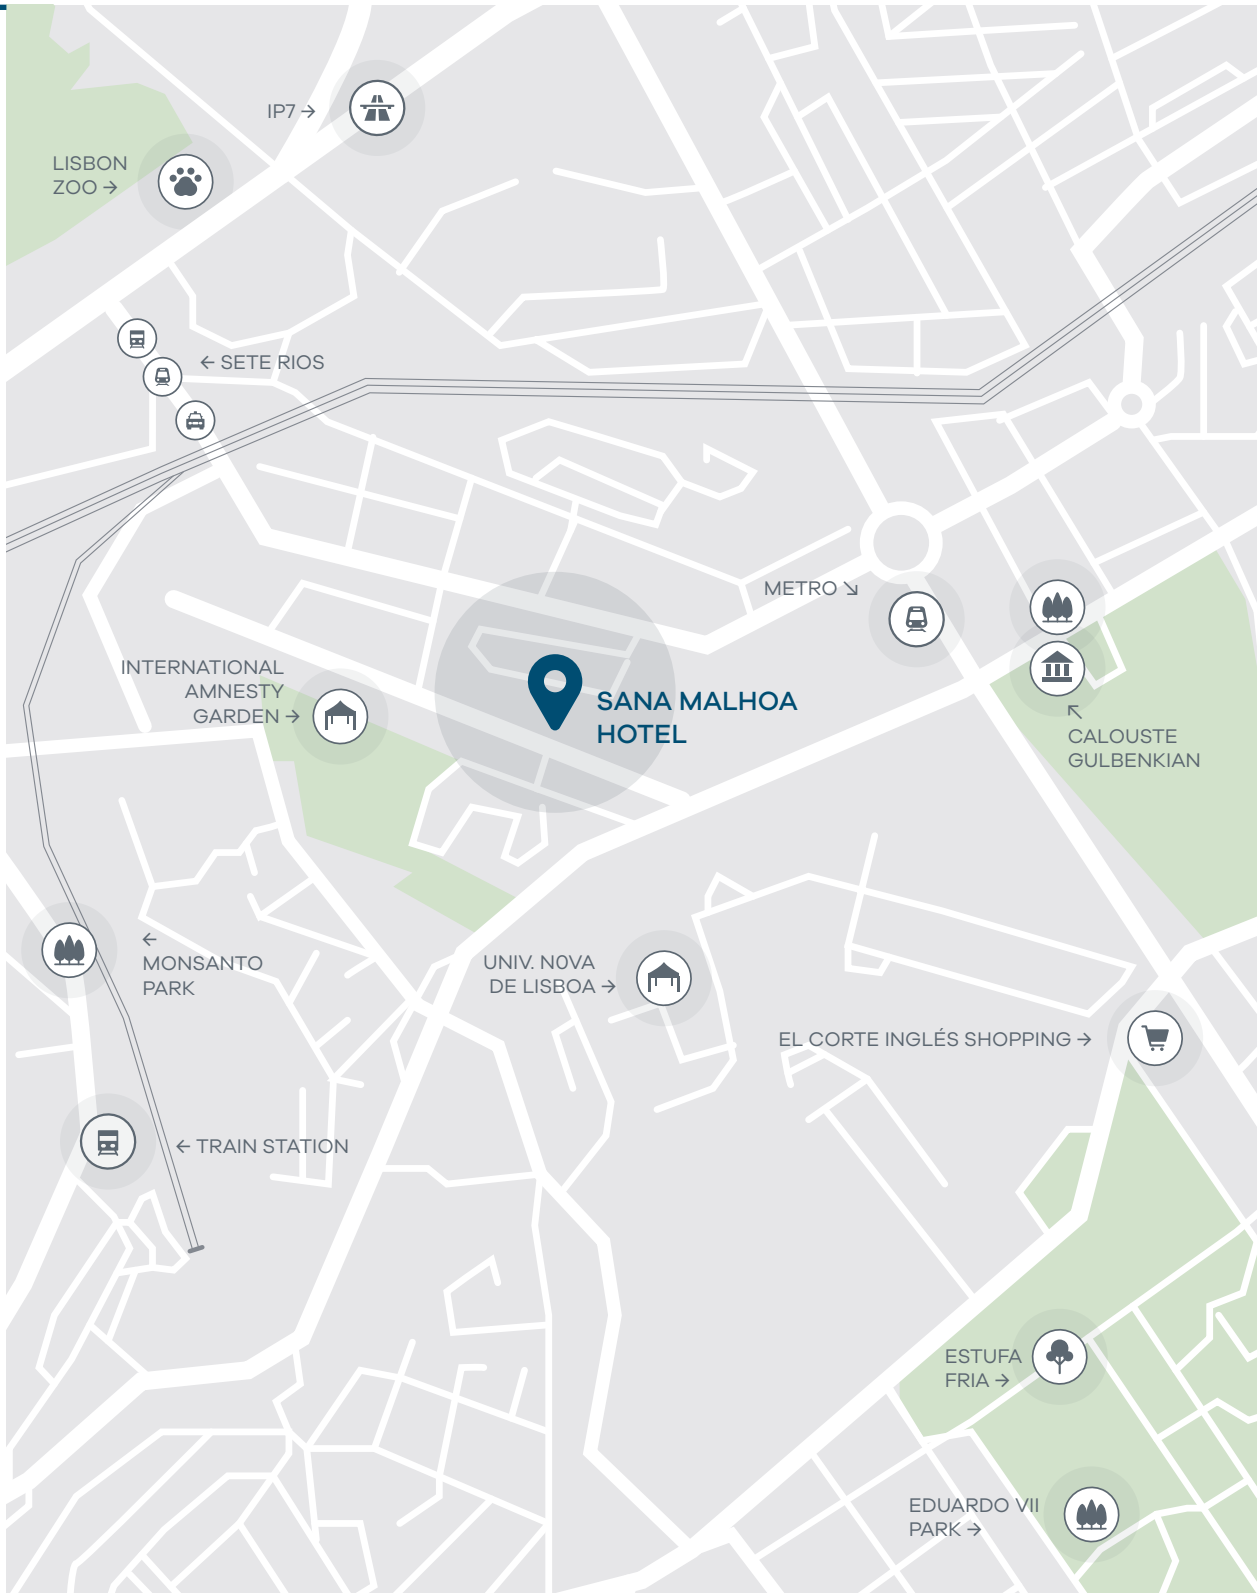 IP7 →
LISBON
ZOO →
← SETE RIOS
METRO ↘
INTERNATIONAL
AMNESTY
GARDEN →
SANA MALHOA
HOTEL
↖
CALOUSTE
GULBENKIAN
←
MONSANTO
PARK
UNIV. N0VA
DE LISBOA →
EL CORTE INGLÉS SHOPPING →
← TRAIN STATION
ESTUFA
FRIA →
EDUARDO VII
PARK →